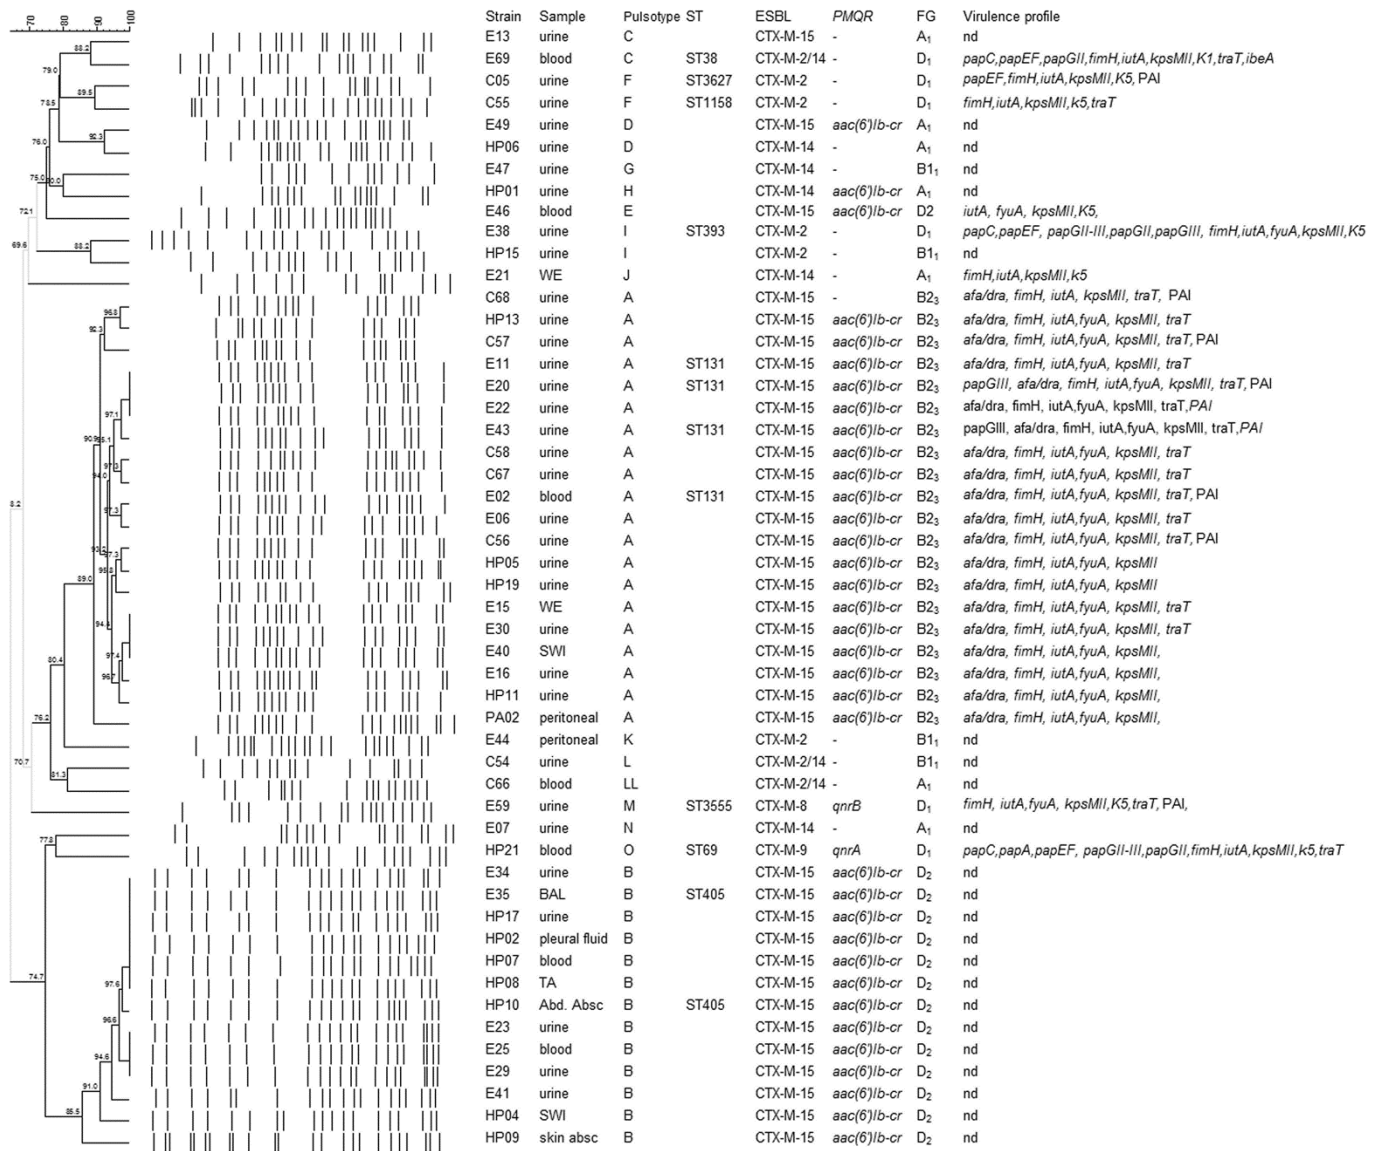 70 80 90 100
Strain Sample Pulsotype ST ESBL PMQR FG Virulence profile
E13 urine C CTX-M-15 - A1 nd
E69 blood C ST38 CTX-M-2/14 - D1 papC,papEF,papGII,fimH,iutA,kpsMII,K1,traT,ibeA
C05 urine F ST3627 CTX-M-2 - D1 papEF,fimH,iutA,kpsMII,K5, PAI
C55 urine F ST1158 CTX-M-2 - D1 fimH,iutA,kpsMII,k5,traT
E49 urine D CTX-M-15 aac(6')Ib-cr A1 nd
HP06 urine D CTX-M-14 - A1 nd
E47 urine G CTX-M-14 - B11 nd
HP01 urine H CTX-M-14 aac(6')Ib-cr A1 nd
E46 blood E CTX-M-15 aac(6')Ib-cr D2 iutA, fyuA, kpsMII,K5,
E38 urine I ST393 CTX-M-2 - D1 papC,papEF, papGII-III,papGII,papGIII, fimH,iutA,fyuA,kpsMII,K5
HP15 urine I CTX-M-2 - B11 nd
E21 WE J CTX-M-14 - A1 fimH,iutA,kpsMII,k5
C68 urine A CTX-M-15 - B23 afa/dra, fimH, iutA, kpsMII, traT, PAI
HP13 urine A CTX-M-15 aac(6')Ib-cr B23 afa/dra, fimH, iutA,fyuA, kpsMII, traT
C57 urine A CTX-M-15 aac(6')Ib-cr B23 afa/dra, fimH, iutA,fyuA, kpsMII, traT, PAI
E11 urine A ST131 CTX-M-15 aac(6')Ib-cr B23 afa/dra, fimH, iutA,fyuA, kpsMII, traT
E20 urine A ST131 CTX-M-15 aac(6')Ib-cr B23 papGIII, afa/dra, fimH, iutA,fyuA, kpsMII, traT, PAI
E22 urine A CTX-M-15 aac(6')Ib-cr B23 afa/dra, fimH, iutA,fyuA, kpsMII, traT,PAI
E43 urine A ST131 CTX-M-15 aac(6')Ib-cr B23 papGIII, afa/dra, fimH, iutA,fyuA, kpsMII, traT,PAI
C58 urine A CTX-M-15 aac(6')Ib-cr B23 afa/dra, fimH, iutA,fyuA, kpsMII, traT
C67 urine A CTX-M-15 aac(6')Ib-cr B23 afa/dra, fimH, iutA,fyuA, kpsMII, traT
E02 blood A ST131 CTX-M-15 aac(6')Ib-cr B23 afa/dra, fimH, iutA,fyuA, kpsMII, traT, PAI
E06 urine A CTX-M-15 aac(6')Ib-cr B23 afa/dra, fimH, iutA,fyuA, kpsMII, traT
C56 urine A CTX-M-15 aac(6')Ib-cr B23 afa/dra, fimH, iutA,fyuA, kpsMII, traT, PAI
HP05 urine A CTX-M-15 aac(6')Ib-cr B23 afa/dra, fimH, iutA,fyuA, kpsMII
HP19 urine A CTX-M-15 aac(6')Ib-cr B23 afa/dra, fimH, iutA,fyuA, kpsMII
E15 WE A CTX-M-15 aac(6')Ib-cr B23 afa/dra, fimH, iutA,fyuA, kpsMII, traT
E30 urine A CTX-M-15 aac(6')Ib-cr B23 afa/dra, fimH, iutA,fyuA, kpsMII, traT
E40 SWI A CTX-M-15 aac(6')Ib-cr B23 afa/dra, fimH, iutA,fyuA, kpsMII,
E16 urine A CTX-M-15 aac(6')Ib-cr B23 afa/dra, fimH, iutA,fyuA, kpsMII,
HP11 urine A CTX-M-15 aac(6')Ib-cr B23 afa/dra, fimH, iutA,fyuA, kpsMII,
PA02 peritoneal A CTX-M-15 aac(6')Ib-cr B23 afa/dra, fimH, iutA,fyuA, kpsMII,
E44 peritoneal K CTX-M-2 - B11 nd
C54 urine L CTX-M-2/14 - B11 nd
C66 blood LL CTX-M-2/14 - A1 nd
E59 urine M ST3555 CTX-M-8 qnrB D1 fimH, iutA,fyuA, kpsMII,K5,traT, PAI,
E07 urine N CTX-M-14 - A1 nd
HP21 blood O ST69 CTX-M-9 qnrA D1 papC,papA,papEF, papGII-III,papGII,fimH,iutA,kpsMII,k5,traT
E34 urine B CTX-M-15 aac(6')Ib-cr D2 nd
E35 BAL B ST405 CTX-M-15 aac(6')Ib-cr D2 nd
HP17 urine B CTX-M-15 aac(6')Ib-cr D2 nd
HP02 pleural fluid B CTX-M-15 aac(6')Ib-cr D2 nd
HP07 blood B CTX-M-15 aac(6')Ib-cr D2 nd
HP08 TA B CTX-M-15 aac(6')Ib-cr D2 nd
HP10 Abd. Absc B ST405 CTX-M-15 aac(6')Ib-cr D2 nd
E23 urine B CTX-M-15 aac(6')Ib-cr D2 nd
E25 blood B CTX-M-15 aac(6')Ib-cr D2 nd
E29 urine B CTX-M-15 aac(6')Ib-cr D2 nd
E41 urine B CTX-M-15 aac(6')Ib-cr D2 nd
HP04 SWI B CTX-M-15 aac(6')Ib-cr D2 nd
HP09 skin absc B CTX-M-15 aac(6')Ib-cr D2 nd
88.2
79.0
89.5
78.5
92.3
76.0
75.0
72.1
69.6
88.2
96.8
92.3
97.1
90.9
94.0
97.3
97.3
8.2
89.0
94.4
97.4
96.7
80.4
76.2
70.7
81.3
77.8
74.7
97.6
96.6
94.6
91.0
85.5